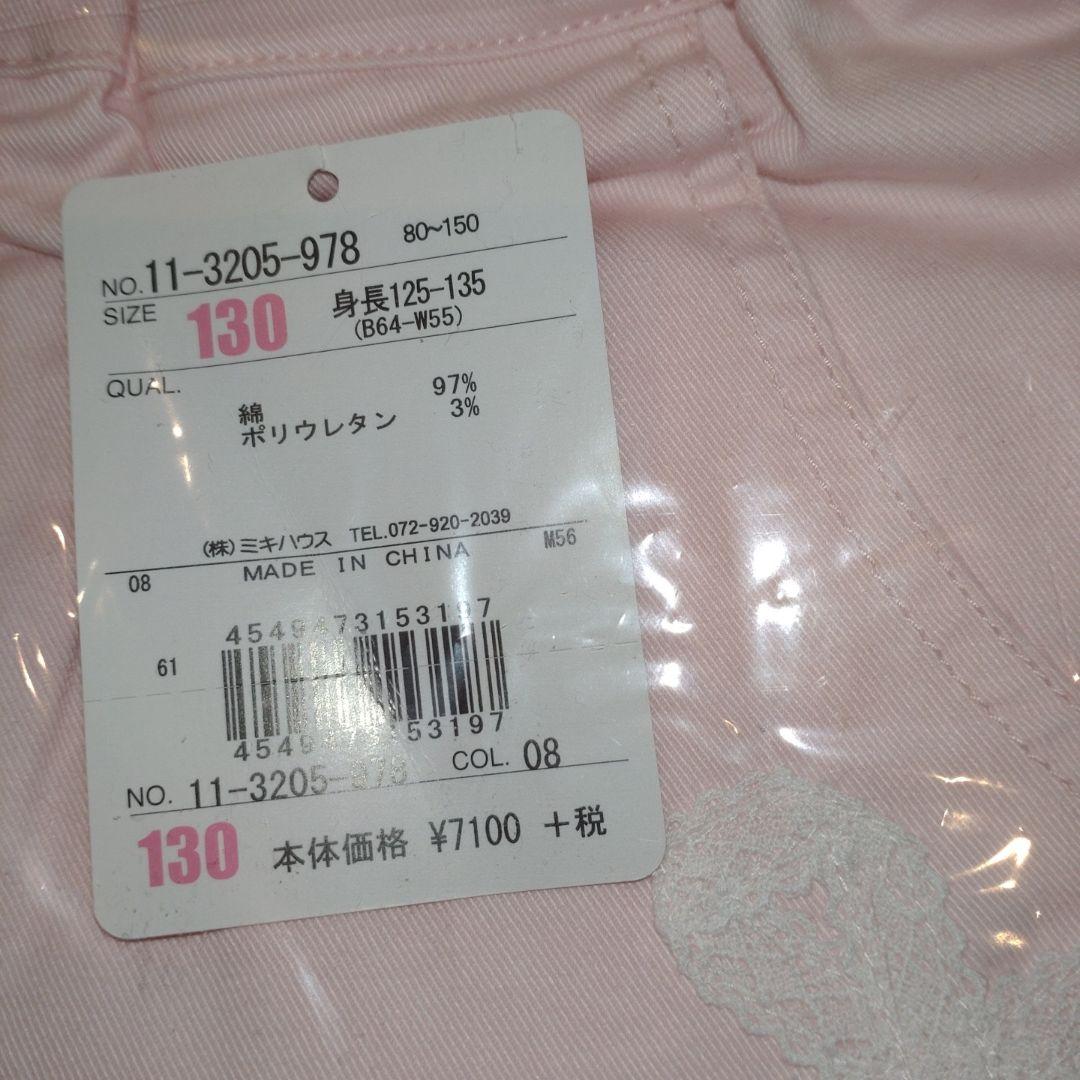 NO. 11-3205-978 80~150
SIZE 130 身長125-135
(B64-W55)
QUAL.
綿 97%
ポリウレタン 3%
(株)ミキハウス TEL.072-920-2039
08 MADE IN CHINA M56
4549473153197
61
4549 53197
NO. 11-3205-978 COL. 08
130 本体価格 ¥7100 +税